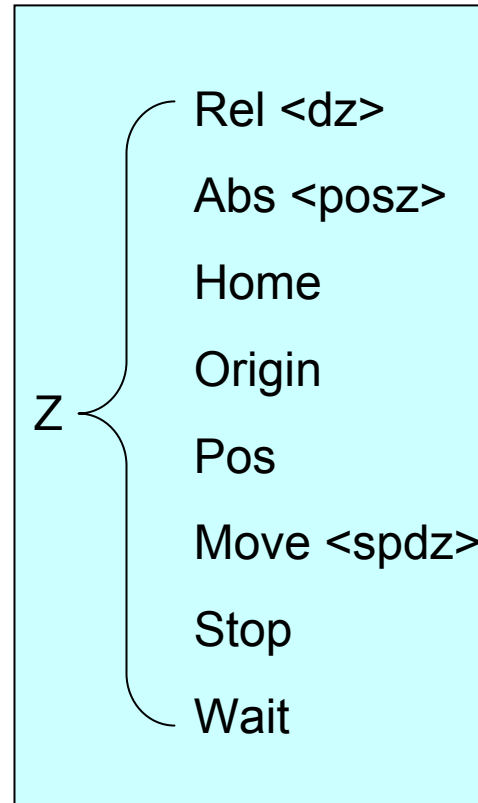 Rel <dz>
Abs <posz>
Home
Origin
Z
Pos
Move <spdz>
Stop
Wait